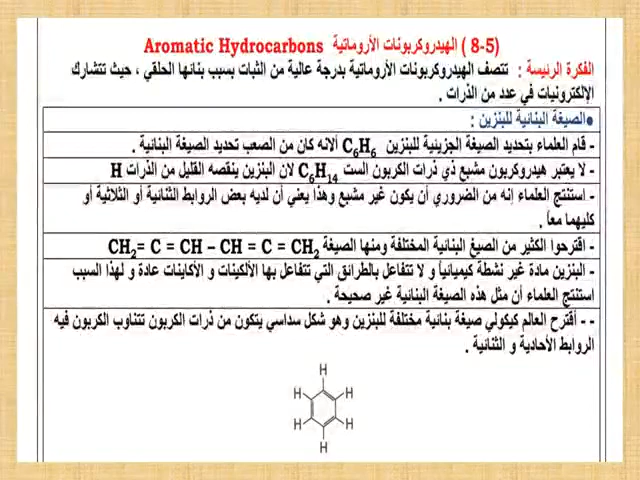 (8-5 ) الهيدروكربونات الأروماتية Aromatic Hydrocarbons
الفكرة الرئيسة : تتصف الهيدروكربونات الأروماتية بدرجة عالية من الثبات بسبب بنائها الحلقي ، حيث تتشارك
الإلكترونيات في عدد من الذرات .
●الصيغة البنائية للبنزين :
- قام العلماء بتحديد الصيغة الجزيئية للبنزين C6H6 ألانه كان من الصعب تحديد الصيغة البنائية .
- لا يعتبر هيدروكربون مشبع ذي ذرات الكربون الست C6H14 لان البنزين ينقصه القليل من الذرات H
- استنتج العلماء إنه من الضروري أن يكون غير مشبع وهذا يعني أن لديه بعض الروابط الثنائية أو الثلاثية أو
كليهما معاً .
- اقترحوا الكثير من الصيغ البنائية المختلفة ومنها الصيغة CH2= C = CH – CH = C = CH2
- البنزين مادة غير نشطة كيميائياً و لا تتفاعل بالطرائق التي تتفاعل بها الألكينات و الأكاينات عادة و لهذا السبب
استنتج العلماء أن مثل هذه الصيغة البنائية غير صحيحة .
- - أقترح العالم كيكولي صيغة بنائية مختلفة للبنزين وهو شكل سداسي يتكون من ذرات الكربون تتناوب الكربون فيه
الروابط الأحادية و الثنائية .
H
H H
H H
H